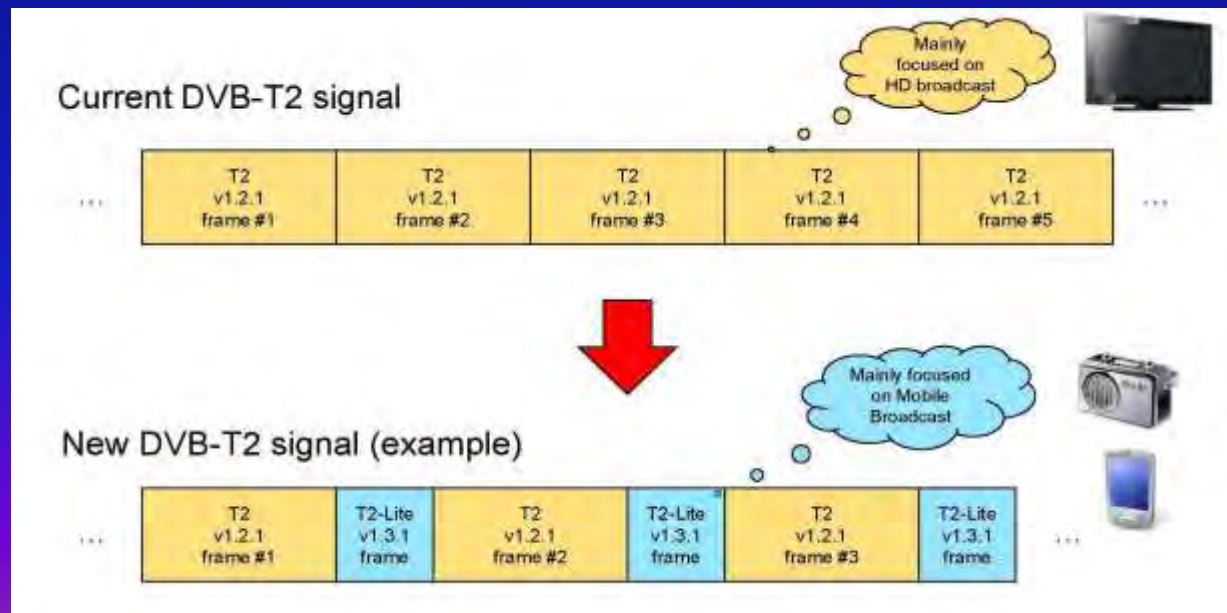 Mainly
focused on
HD broadcast
Current DVB-T2 signal
...
T2
v1.2.1
frame #1
T2
v1.2.1
frame #2
T2
v1.2.1
frame #3
T2
v1.2.1
frame #4
T2
v1.2.1
frame #5
...
Mainly focused
on Mobile
Broadcast
New DVB-T2 signal (example)
...
T2
v1.2.1
frame #1
T2-Lite
v1.3.1
frame
T2
v1.2.1
frame #2
T2-Lite
v1.3.1
frame
T2
v1.2.1
frame #3
T2-Lite
v1.3.1
frame
...